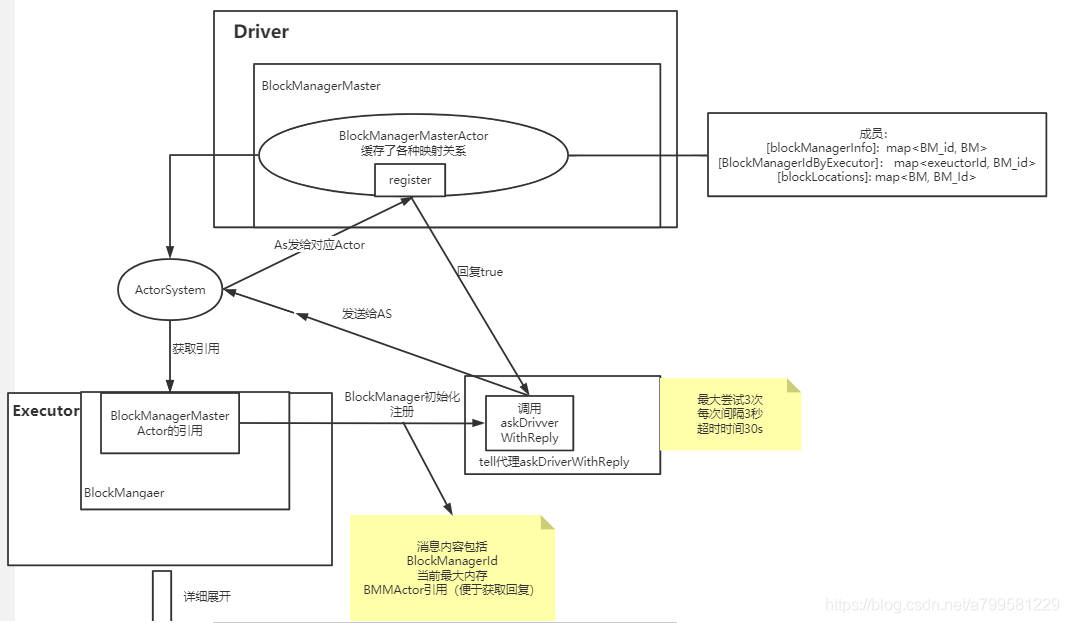 Driver
BlockManagerMaster
BlockManagerMasterActor
缓存了各种映射关系
register
成员：
[blockManagerInfo]: map<BM_id, BM>
[BlockManagerIdByExecutor]: map<exeuctorId, BM_id>
[blockLocations]: map<BM, BM_Id>
As发给对应Actor
回复true
ActorSystem
发送给AS
获取引用
Executor
BlockManagerMaster
Actor的引用
BlockMangaer
BlockManager初始化
注册
调用
askDrivver
WithReply
tell代理askDriverWithReply
最大尝试3次
每次间隔3秒
超时时间30s
消息内容包括
BlockManagerId
当前最大内存
BMMActor引用（便于获取回复）
详细展开
https://blog.csdn.net/a799581229